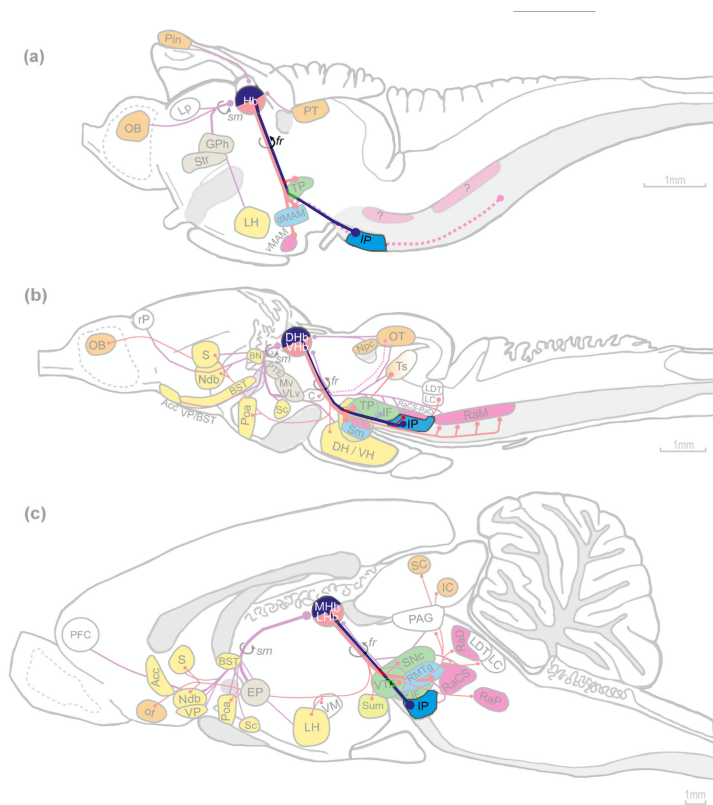 (a)
Pin
Lp
Hb
sm
OB
PT
GPh
Str
fr
TP
LH
dMAM
vMAM
IP
?
?
1mm
(b)
rP
OB
S
Ndb
BN
sm
DHb
VHb
Npc
OT
PTE
Mv
VLv
BST
Acc VP/BST
Poa
Sc
C
fr
Ts
LDT
LC
TP
IF
IP
RaM
Sm
DH / VH
1mm
(c)
MHb
LHb
SC
IC
PAG
PFC
S
BST
sm
fr
Acc
Ndb
VP
ot
Poa
EP
Sc
LH
VM
SNc
RMTg
VT
IF
Sum
IP
RaD
LDT/LC
RaCS
RaP
1mm